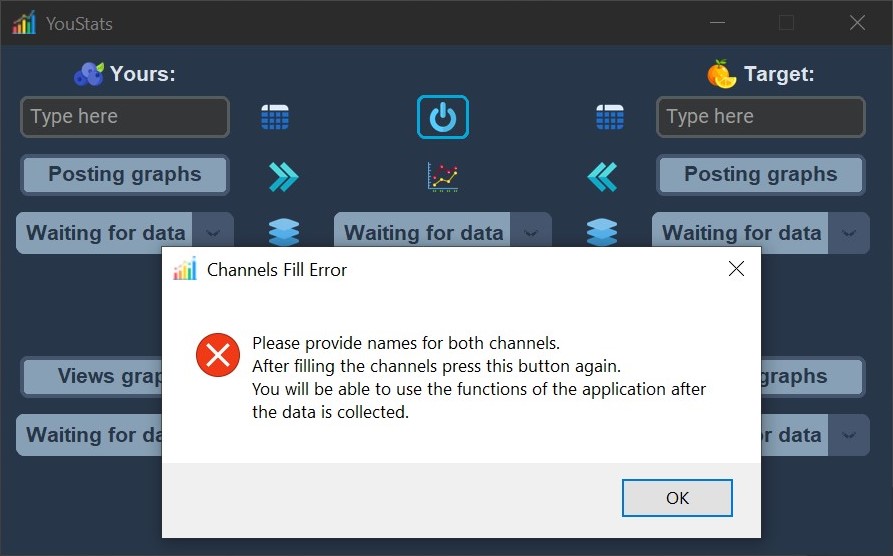 YouStats
Yours:
Target:
Type here
Type here
Posting graphs
Posting graphs
Waiting for data
Waiting for data
Waiting for data
Channels Fill Error
Please provide names for both channels.
After filling the channels press this button again.
You will be able to use the functions of the application after
the data is collected.
Views
graphs
Waiting for
data
OK